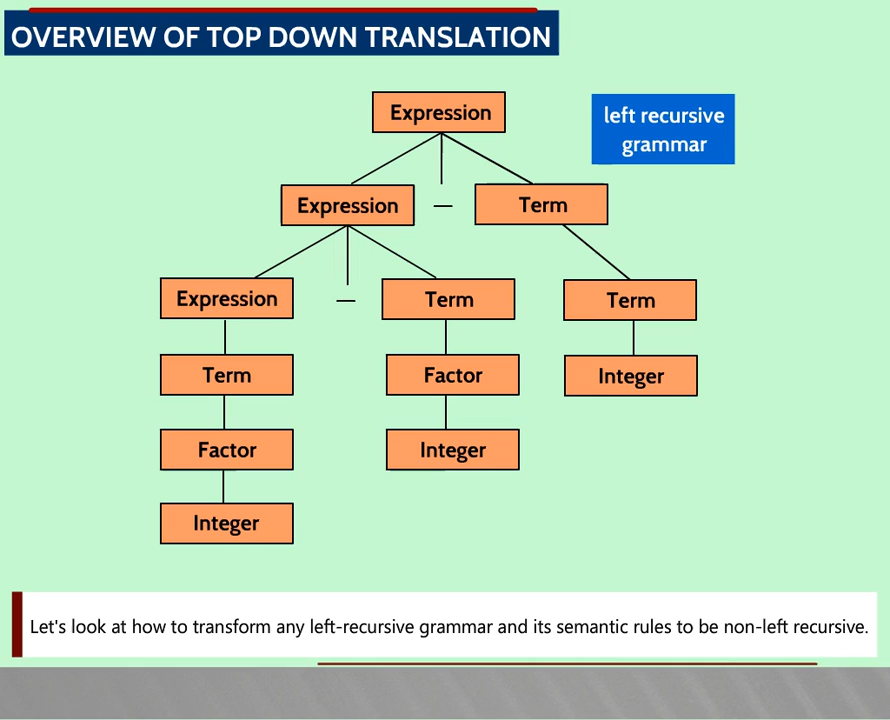 OVERVIEW OF TOP DOWN TRANSLATION
Expression
left recursive
grammar
Expression — Term
Expression — Term Term
Term Factor Integer
Factor Integer
Integer
Let's look at how to transform any left-recursive grammar and its semantic rules to be non-left recursive.